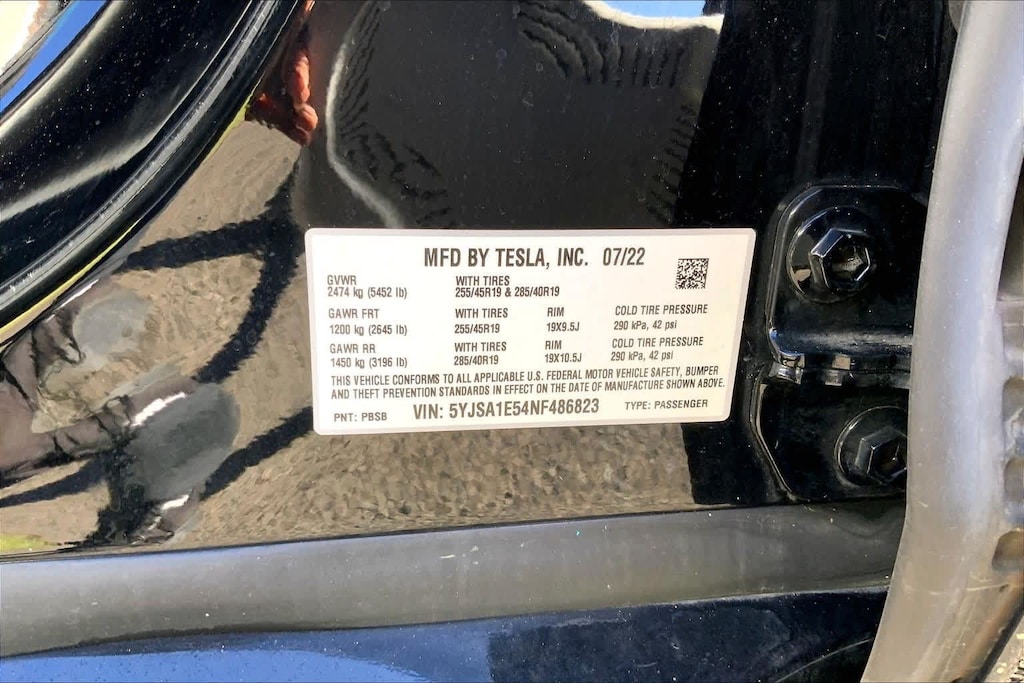 MFD BY TESLA, INC. 07/22
GVWR WITH TIRES
2474 kg (5452 lb) 255/45R19 & 285/40R19
GAWR FRT WITH TIRES RIM COLD TIRE PRESSURE
1200 kg (2645 lb) 255/45R19 19X9.5J 290 kPa, 42 psi
GAWR RR WITH TIRES RIM COLD TIRE PRESSURE
1450 kg (3196 lb) 285/40R19 19X10.5J 290 kPa, 42 psi
THIS VEHICLE CONFORMS TO ALL APPLICABLE U.S. FEDERAL MOTOR VEHICLE SAFETY, BUMPER
AND THEFT PREVENTION STANDARDS IN EFFECT ON THE DATE OF MANUFACTURE SHOWN ABOVE.
PNT: PBSB VIN: 5YJSA1E54NF486823 TYPE: PASSENGER